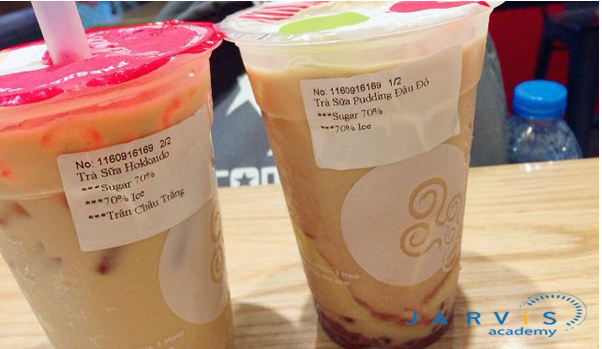 No: 1160916169 2/2
Trà Sữa Hokkaido
***Sugar 70%
***70% Ice
***Trân Châu Trắng
No: 1160916169 1/2
Trà Sữa Pudding Đậu Đỏ
***Sugar 70%
***70% Ice
JARViS
academy